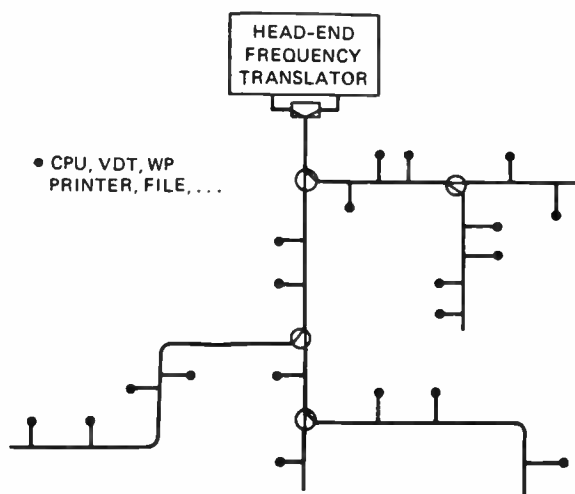 HEAD-END
FREQUENCY
TRANSLATOR
● CPU, VDT, WP
PRINTER, FILE, ...